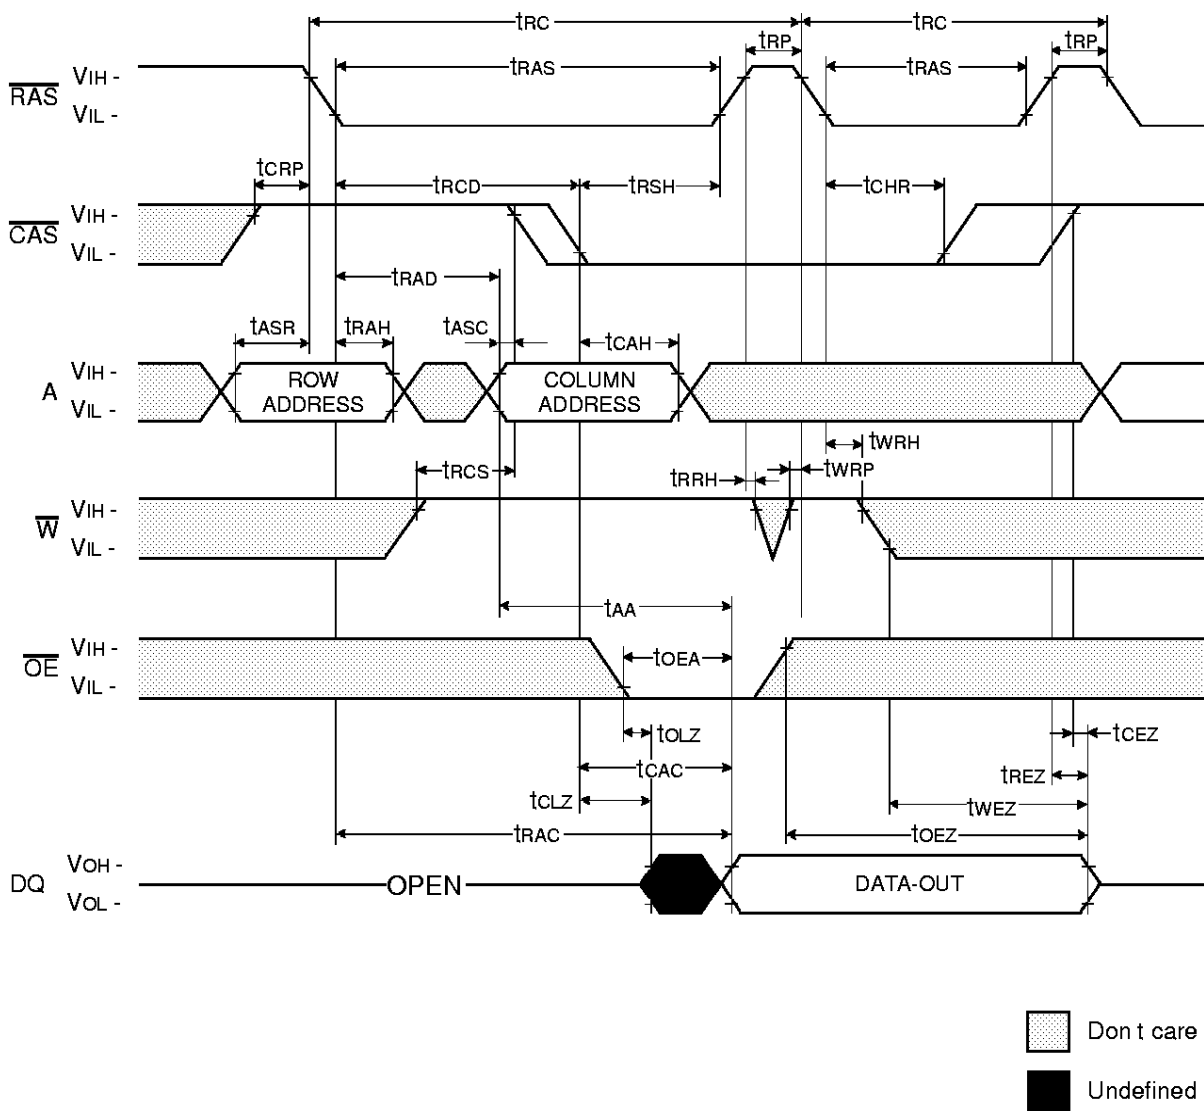 tRC tRC
tRP tRP
tRAS tRAS
RAS VIH -
VIL -
tCRP tRCD tRSH tCHR
CAS VIH -
VIL -
tRAD
tASR tRAH tASC tCAH
A VIH -
VIL -
ROW
ADDRESS
COLUMN
ADDRESS
tWRH
tRCS tRRH tWRP
W VIH -
VIL -
tAA
OE VIH -
VIL -
tOEA
tOLZ tCEZ
tCAC tREZ
tCLZ tWEZ
tRAC tOEZ
DQ VOH -
VOL -
OPEN DATA-OUT
Don t care
Undefined